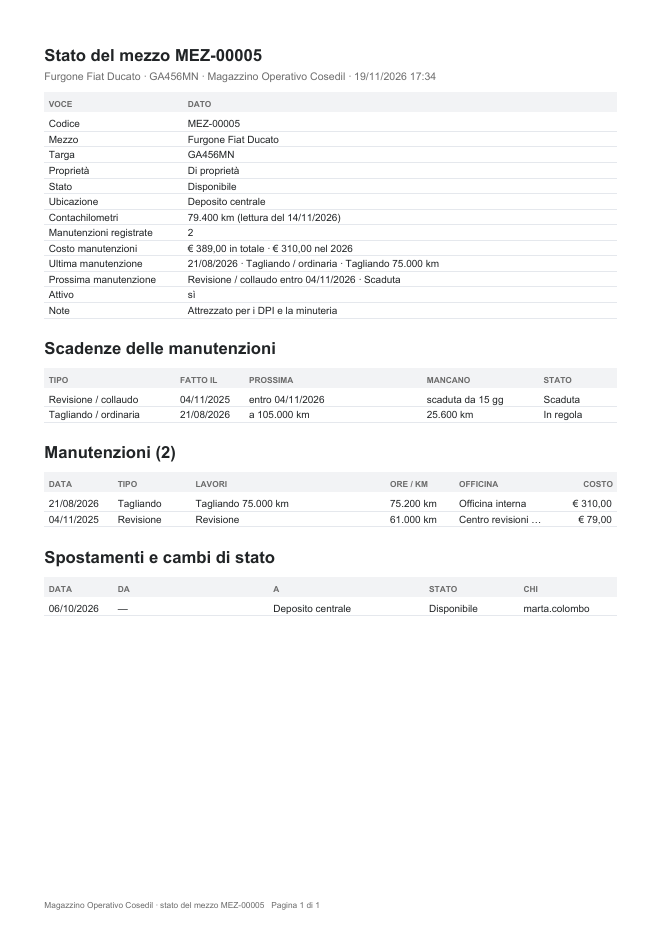 Stato del mezzo MEZ-00005
Furgone Fiat Ducato · GA456MN · Magazzino Operativo Cosedil · 19/11/2026 17:34
VOCE DATO
Codice MEZ-00005
Mezzo Furgone Fiat Ducato
Targa GA456MN
Proprietà Di proprietà
Stato Disponibile
Ubicazione Deposito centrale
Contachilometri 79.400 km (lettura del 14/11/2026)
Manutenzioni registrate 2
Costo manutenzioni € 389,00 in totale · € 310,00 nel 2026
Ultima manutenzione 21/08/2026 · Tagliando / ordinaria · Tagliando 75.000 km
Prossima manutenzione Revisione / collaudo entro 04/11/2026 · Scaduta
Attivo sì
Note Attrezzato per i DPI e la minuteria
Scadenze delle manutenzioni
TIPO FATTO IL PROSSIMA MANCANO STATO
Revisione / collaudo 04/11/2025 entro 04/11/2026 scaduta da 15 gg Scaduta
Tagliando / ordinaria 21/08/2026 a 105.000 km 25.600 km In regola
Manutenzioni (2)
DATA TIPO LAVORI ORE / KM OFFICINA COSTO
21/08/2026 Tagliando Tagliando 75.000 km 75.200 km Officina interna € 310,00
04/11/2025 Revisione Revisione 61.000 km Centro revisioni … € 79,00
Spostamenti e cambi di stato
DATA DA A STATO CHI
06/10/2026 — Deposito centrale Disponibile marta.colombo
Magazzino Operativo Cosedil · stato del mezzo MEZ-00005 Pagina 1 di 1